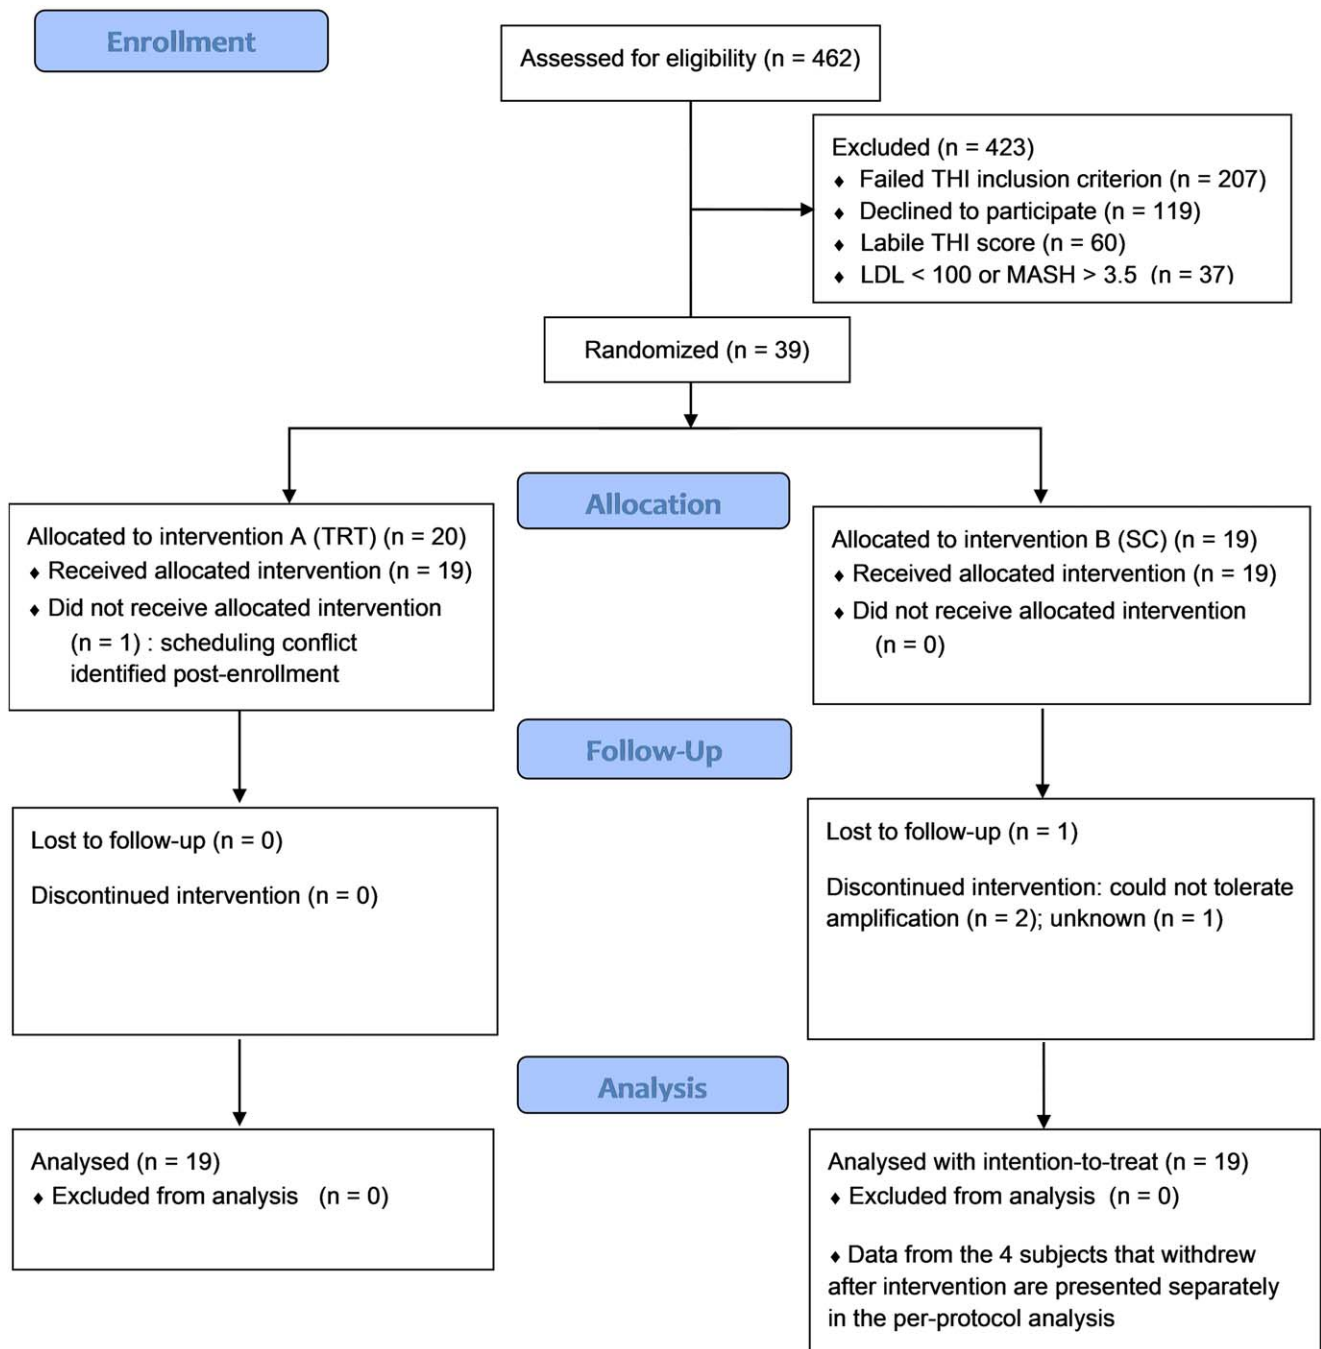 Enrollment
Assessed for eligibility (n = 462)
Excluded (n = 423)
♦ Failed THI inclusion criterion (n = 207)
♦ Declined to participate (n = 119)
♦ Labile THI score (n = 60)
♦ LDL < 100 or MASH > 3.5 (n = 37)
Randomized (n = 39)
Allocation
Allocated to intervention A (TRT) (n = 20)
♦ Received allocated intervention (n = 19)
♦ Did not receive allocated intervention
(n = 1) : scheduling conflict
identified post-enrollment
Allocated to intervention B (SC) (n = 19)
♦ Received allocated intervention (n = 19)
♦ Did not receive allocated intervention
(n = 0)
Follow-Up
Lost to follow-up (n = 0)
Discontinued intervention (n = 0)
Lost to follow-up (n = 1)
Discontinued intervention: could not tolerate
amplification (n = 2); unknown (n = 1)
Analysis
Analysed (n = 19)
♦ Excluded from analysis (n = 0)
Analysed with intention-to-treat (n = 19)
♦ Excluded from analysis (n = 0)
♦ Data from the 4 subjects that withdrew
after intervention are presented separately
in the per-protocol analysis